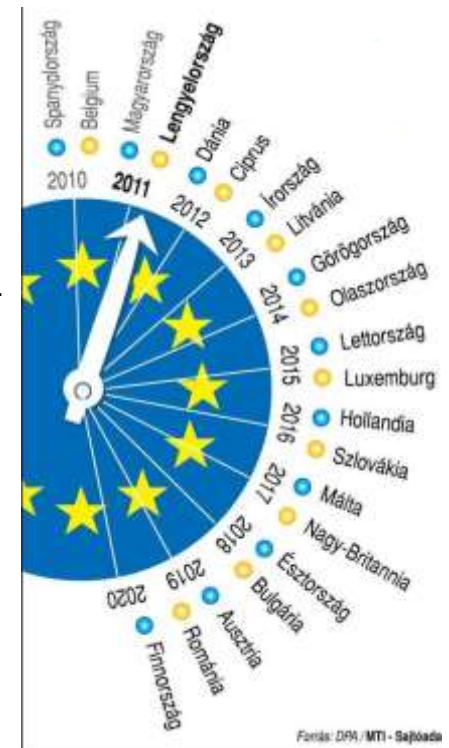 2010
Spanyolország
Belgium
2011
Magyarország
Lengyelország
2012
Dánia
Ciprus
2013
Írország
Litvánia
2014
Görögország
Olaszország
2015
Lettország
Luxemburg
2016
Hollandia
Szlovákia
2017
Málta
Nagy-Britannia
2018
Észtország
Bulgária
2019
Ausztria
Románia
2020
Finnország
Forrás: DPA / MTI - Sajtóada